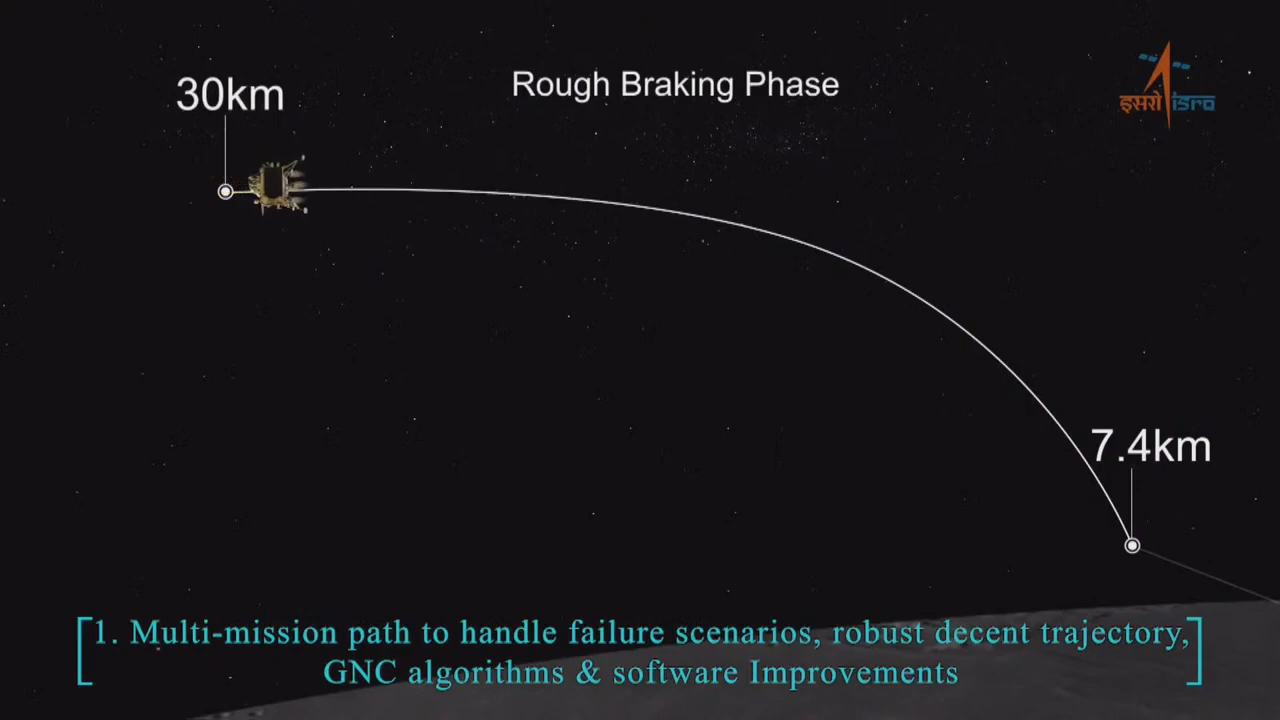 30km
Rough Braking Phase
इसरो isro
7.4km
1. Multi-mission path to handle failure scenarios, robust decent trajectory,
GNC algorithms & software Improvements